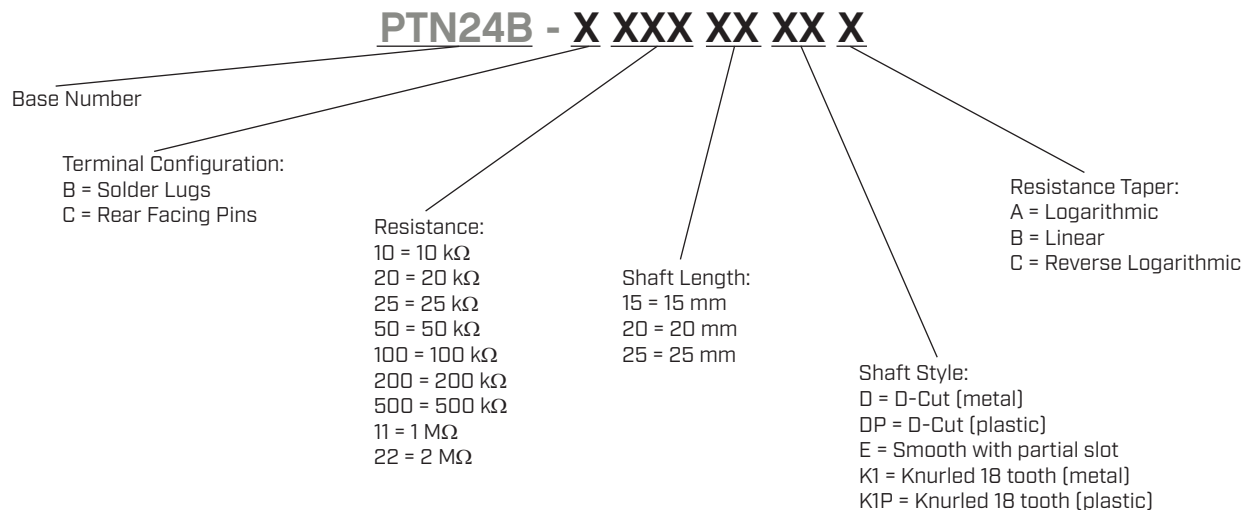 PTN24B - X XXX XX XX X
Base Number
Terminal Configuration:
B = Solder Lugs
C = Rear Facing Pins
Resistance:
10 = 10 kΩ
20 = 20 kΩ
25 = 25 kΩ
50 = 50 kΩ
100 = 100 kΩ
200 = 200 kΩ
500 = 500 kΩ
11 = 1 MΩ
22 = 2 MΩ
Shaft Length:
15 = 15 mm
20 = 20 mm
25 = 25 mm
Shaft Style:
D = D-Cut (metal)
DP = D-Cut (plastic)
E = Smooth with partial slot
K1 = Knurled 18 tooth (metal)
K1P = Knurled 18 tooth (plastic)
Resistance Taper:
A = Logarithmic
B = Linear
C = Reverse Logarithmic